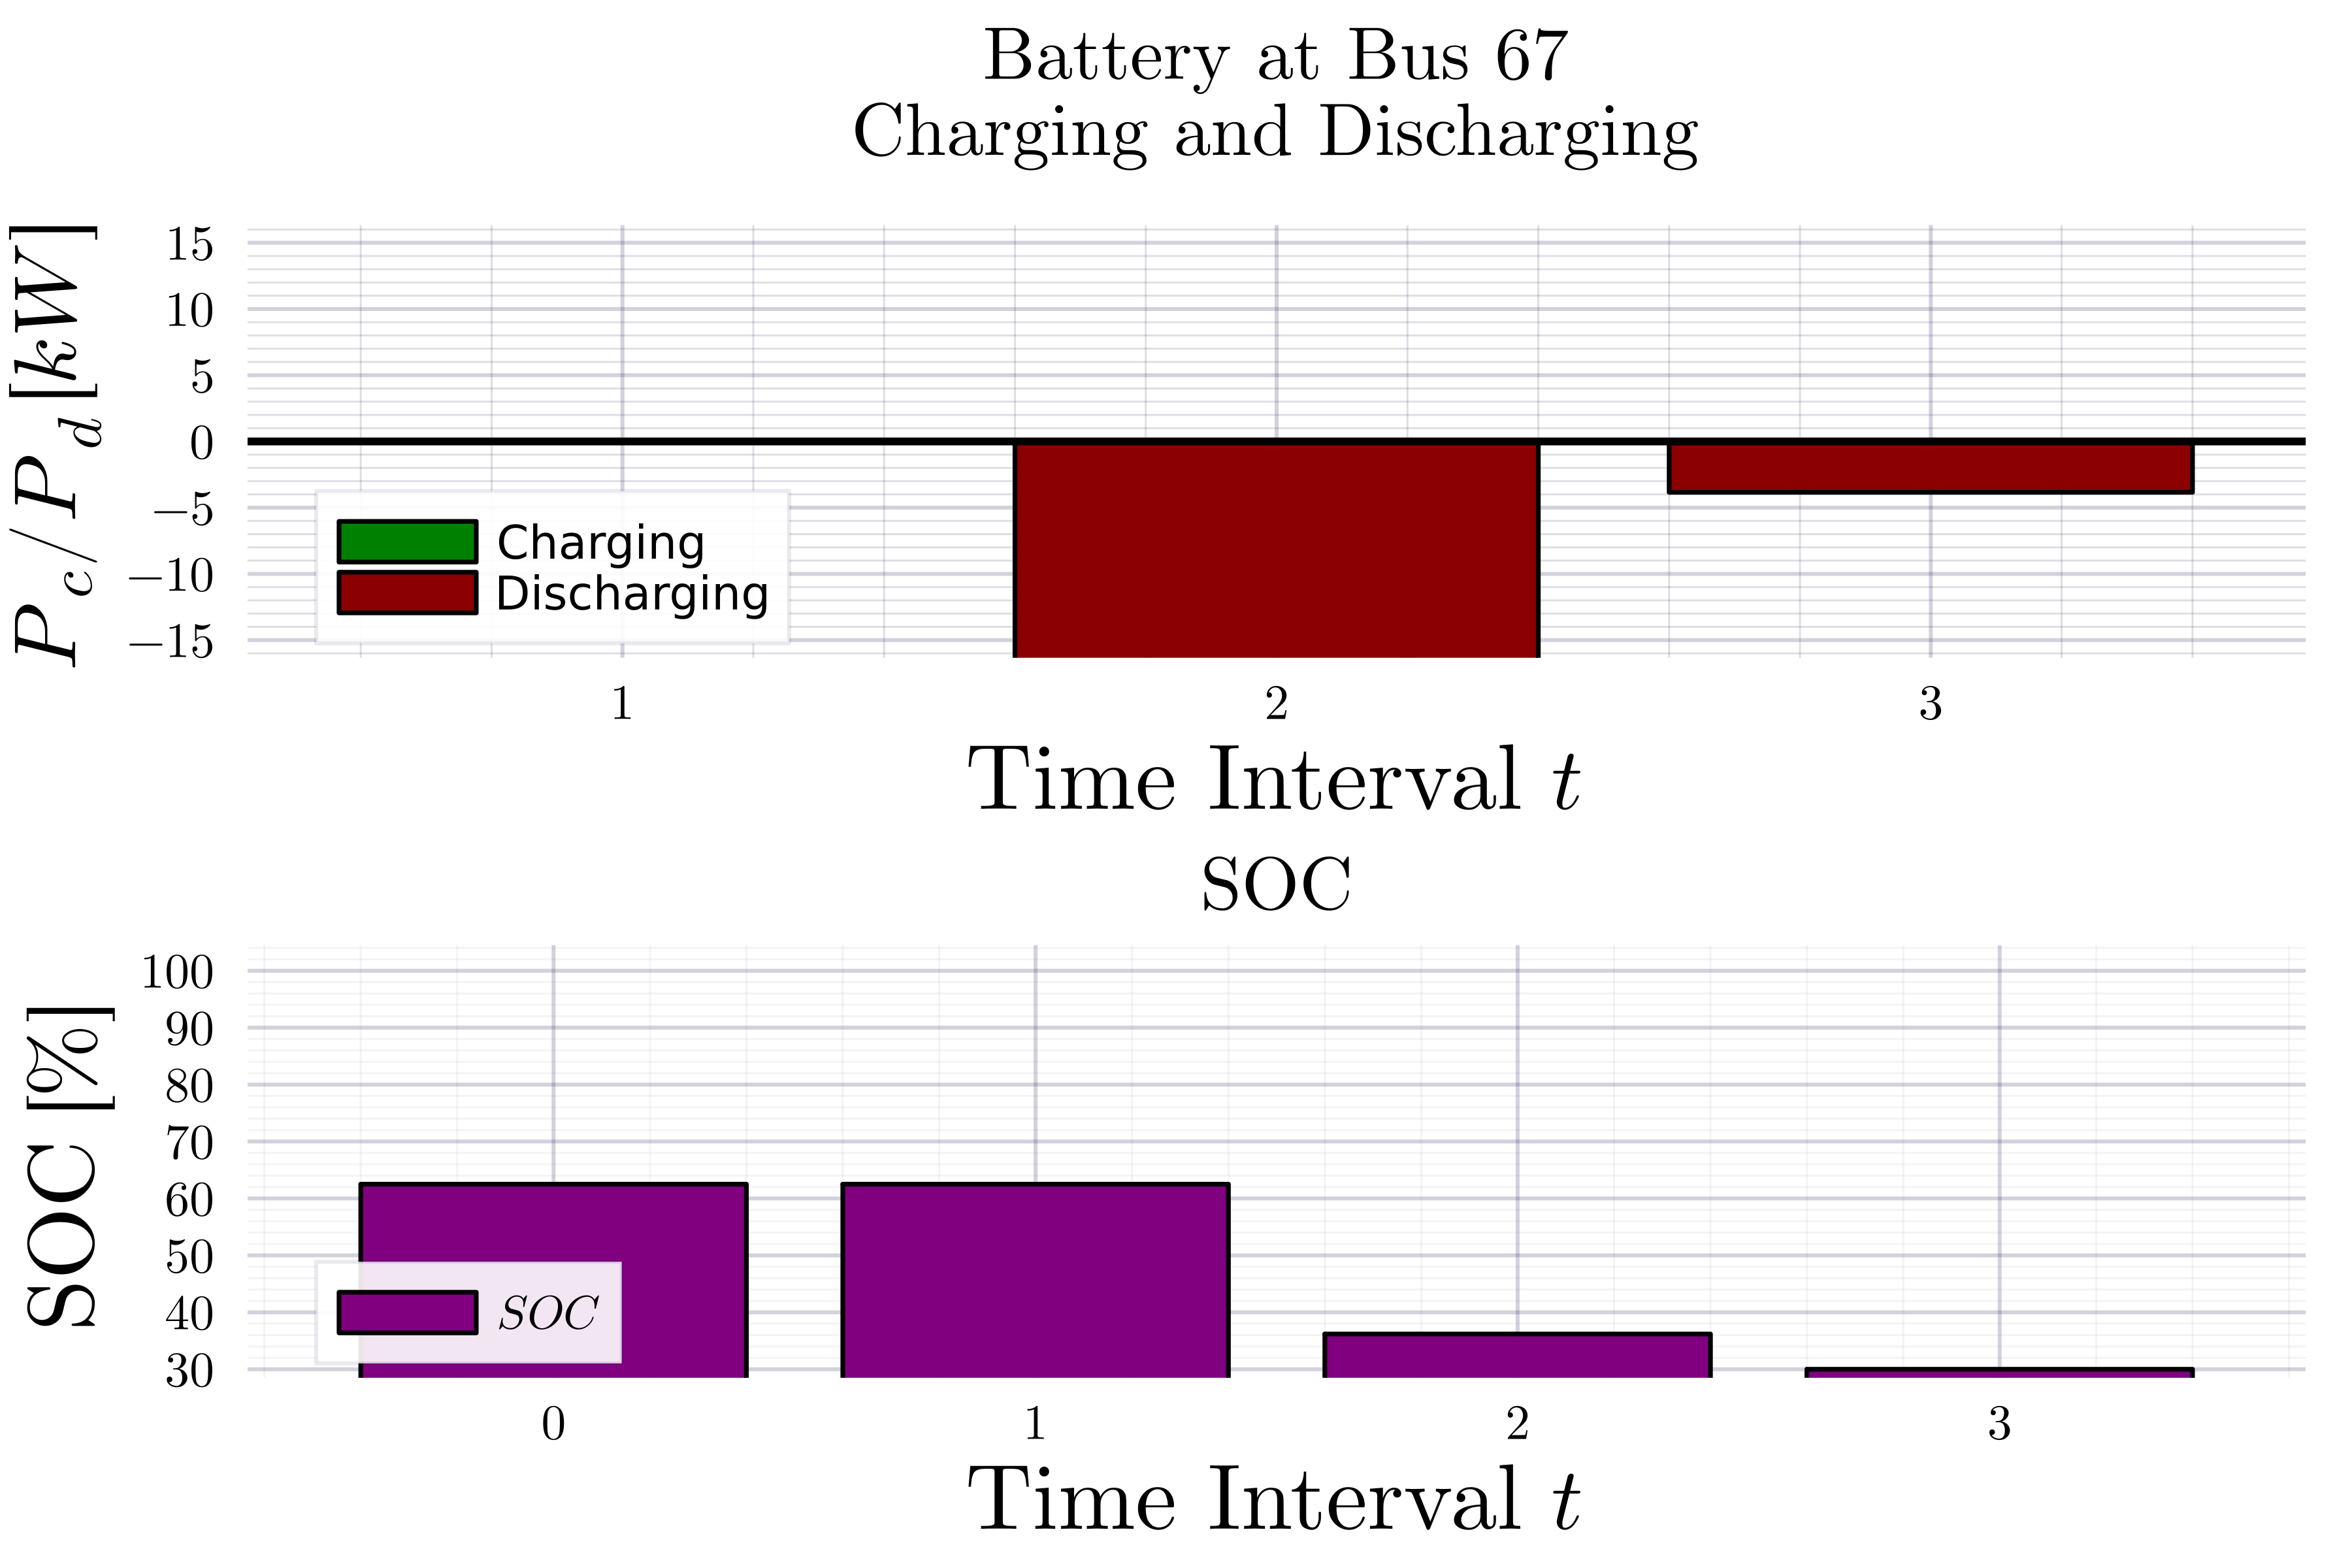 Battery at Bus 67
Charging and Discharging
P_c/P_d [kW]
15
10
5
0
−5
−10
−15
Charging
Discharging
1 2 3
Time Interval t
SOC
SOC [%]
100
90
80
70
60
50
40
30
SOC
0 1 2 3
Time Interval t